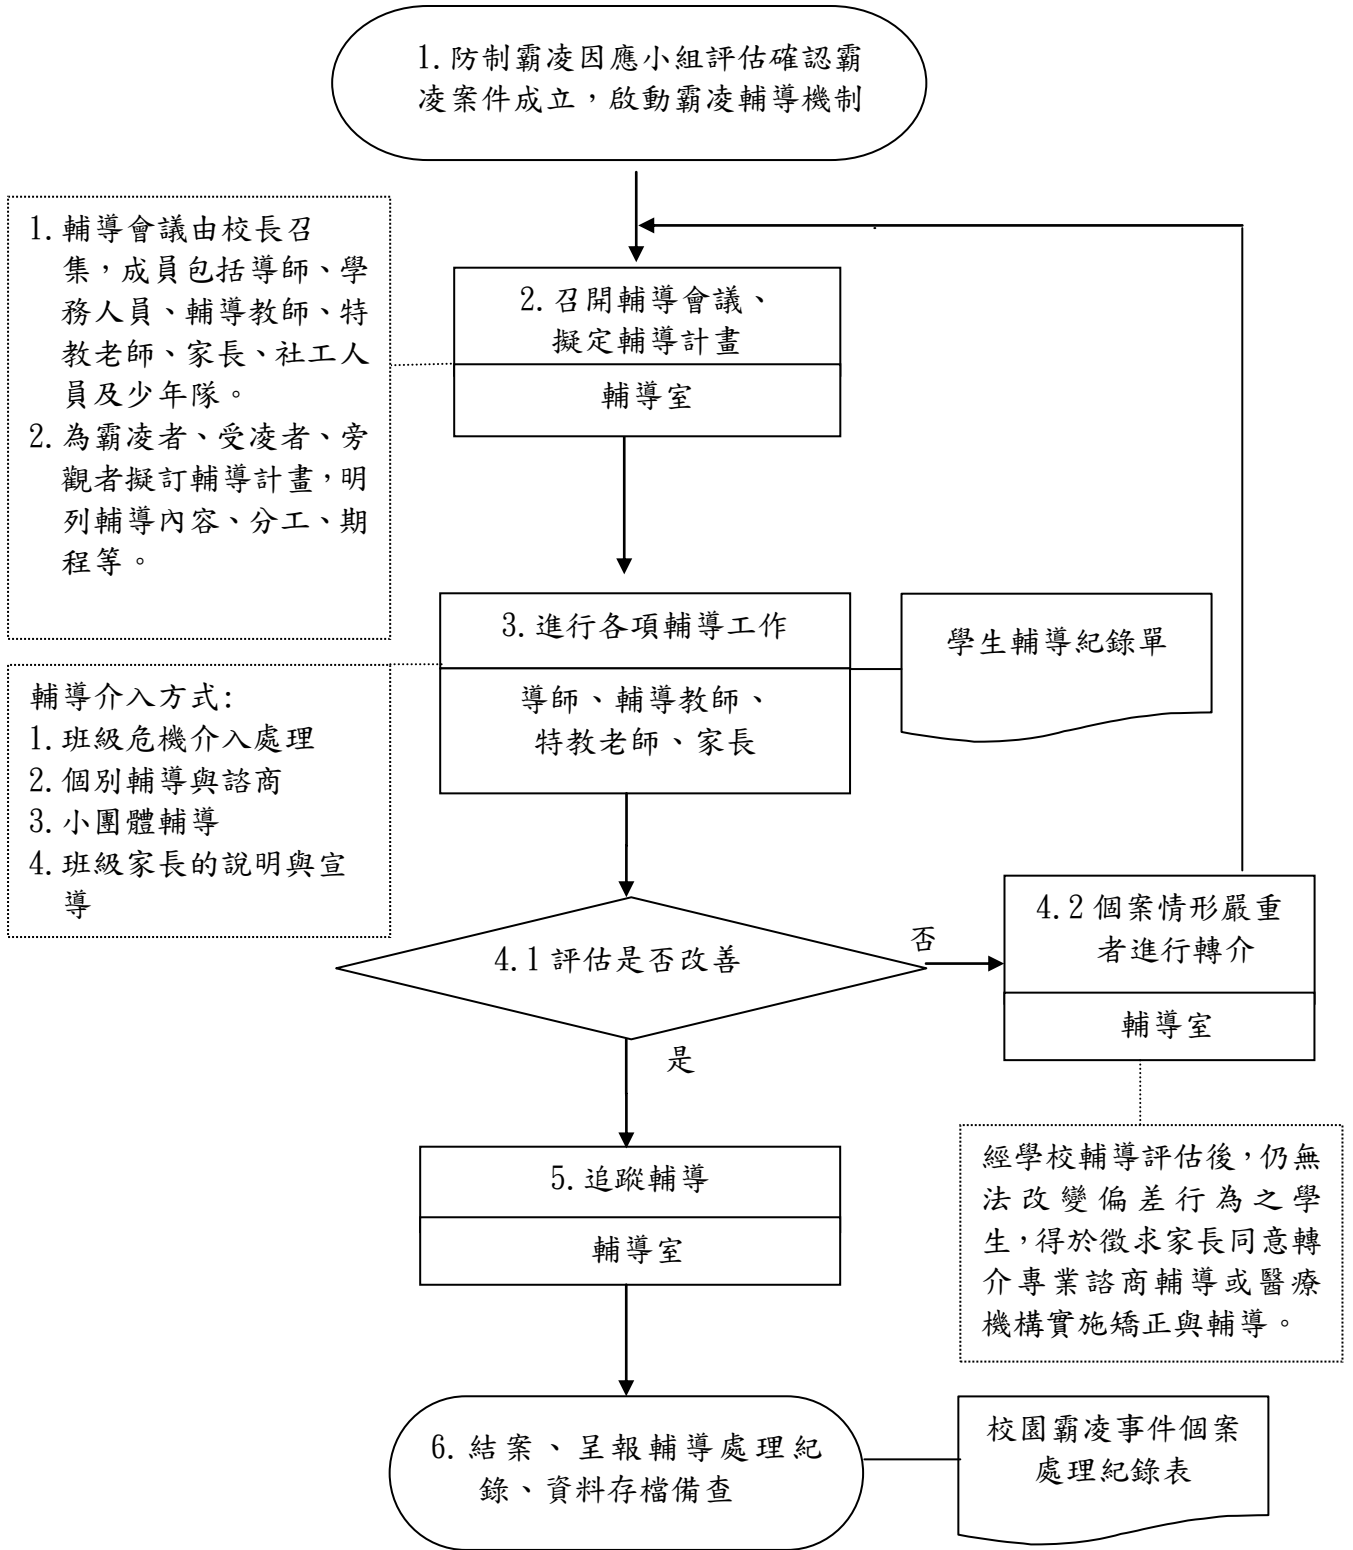 1.防制霸凌因應小組評估確認霸
凌案件成立，啟動霸凌輔導機制
1.輔導會議由校長召
集，成員包括導師、學
務人員、輔導教師、特
教老師、家長、社工人
員及少年隊。
2.為霸凌者、受凌者、旁
觀者擬訂輔導計畫，明
列輔導內容、分工、期
程等。
2.召開輔導會議、
擬定輔導計畫
輔導室
3.進行各項輔導工作
導師、輔導教師、
特教老師、家長
學生輔導紀錄單
輔導介入方式:
1.班級危機介入處理
2.個別輔導與諮商
3.小團體輔導
4.班級家長的說明與宣
導
4.1評估是否改善
否
4.2個案情形嚴重
者進行轉介
輔導室
是
經學校輔導評估後，仍無
法改變偏差行為之學
生，得於徵求家長同意轉
介專業諮商輔導或醫療
機構實施矯正與輔導。
5.追蹤輔導
輔導室
6.結案、呈報輔導處理紀
錄、資料存檔備查
校園霸凌事件個案
處理紀錄表